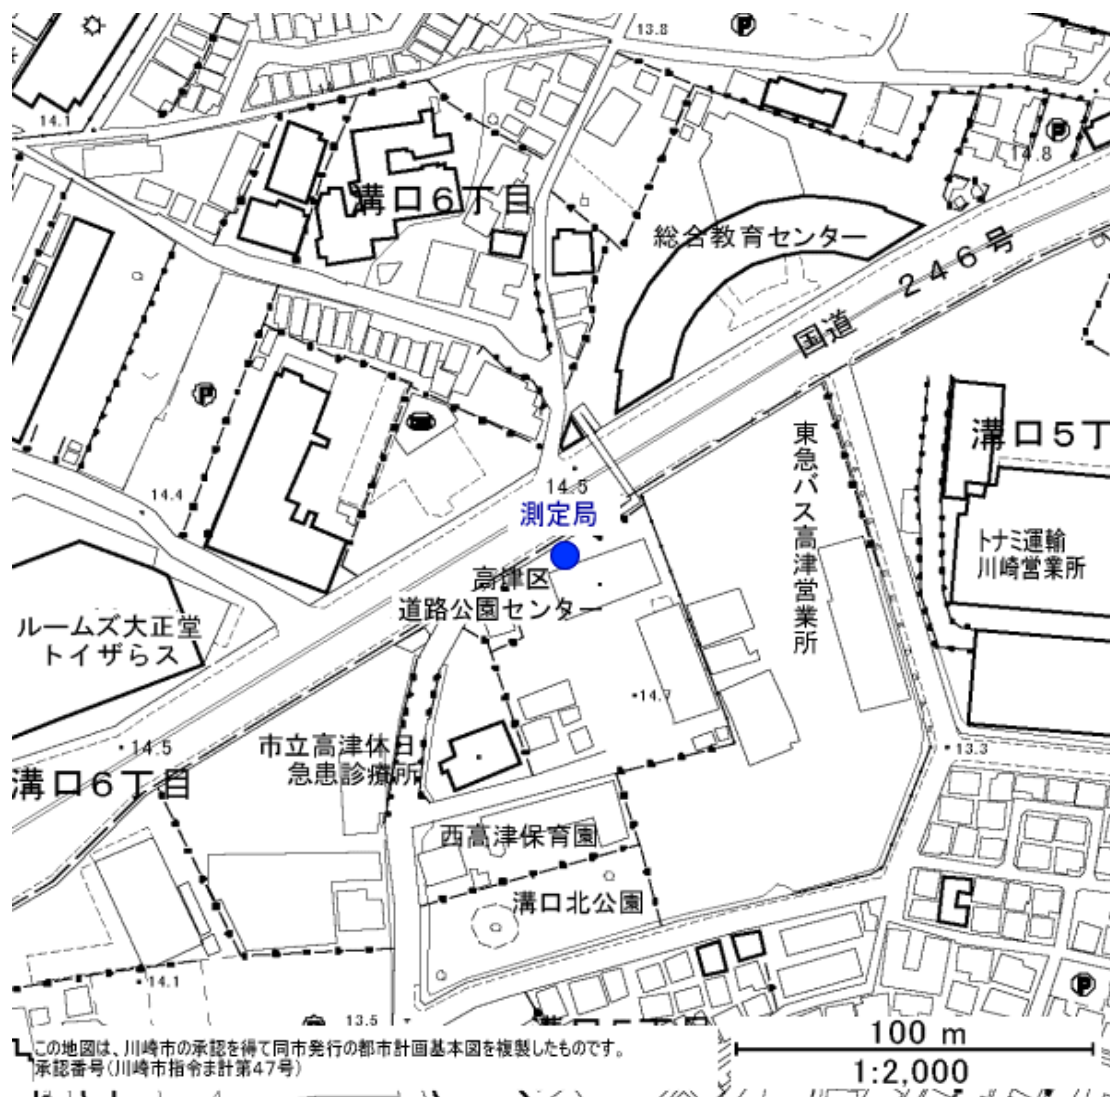 13.8
Ⓟ
14.1
Ⓟ
14.8
溝口６丁目
総合教育センター
国道２４６号
Ⓟ
東急バス高津営業所
溝口５丁
14.4
14.5
測定局
トナミ運輸
川崎営業所
高津区
道路公園センター
ルームズ大正堂
トイザらス
14.7
14.5
市立高津休日
急患診療所
13.3
溝口６丁目
西高津保育園
溝口北公園
14.1
Ⓟ
13.5
100 m
この地図は、川崎市の承認を得て同市発行の都市計画基本図を複製したものです。
承認番号(川崎市指令ま計第47号)
1:2,000